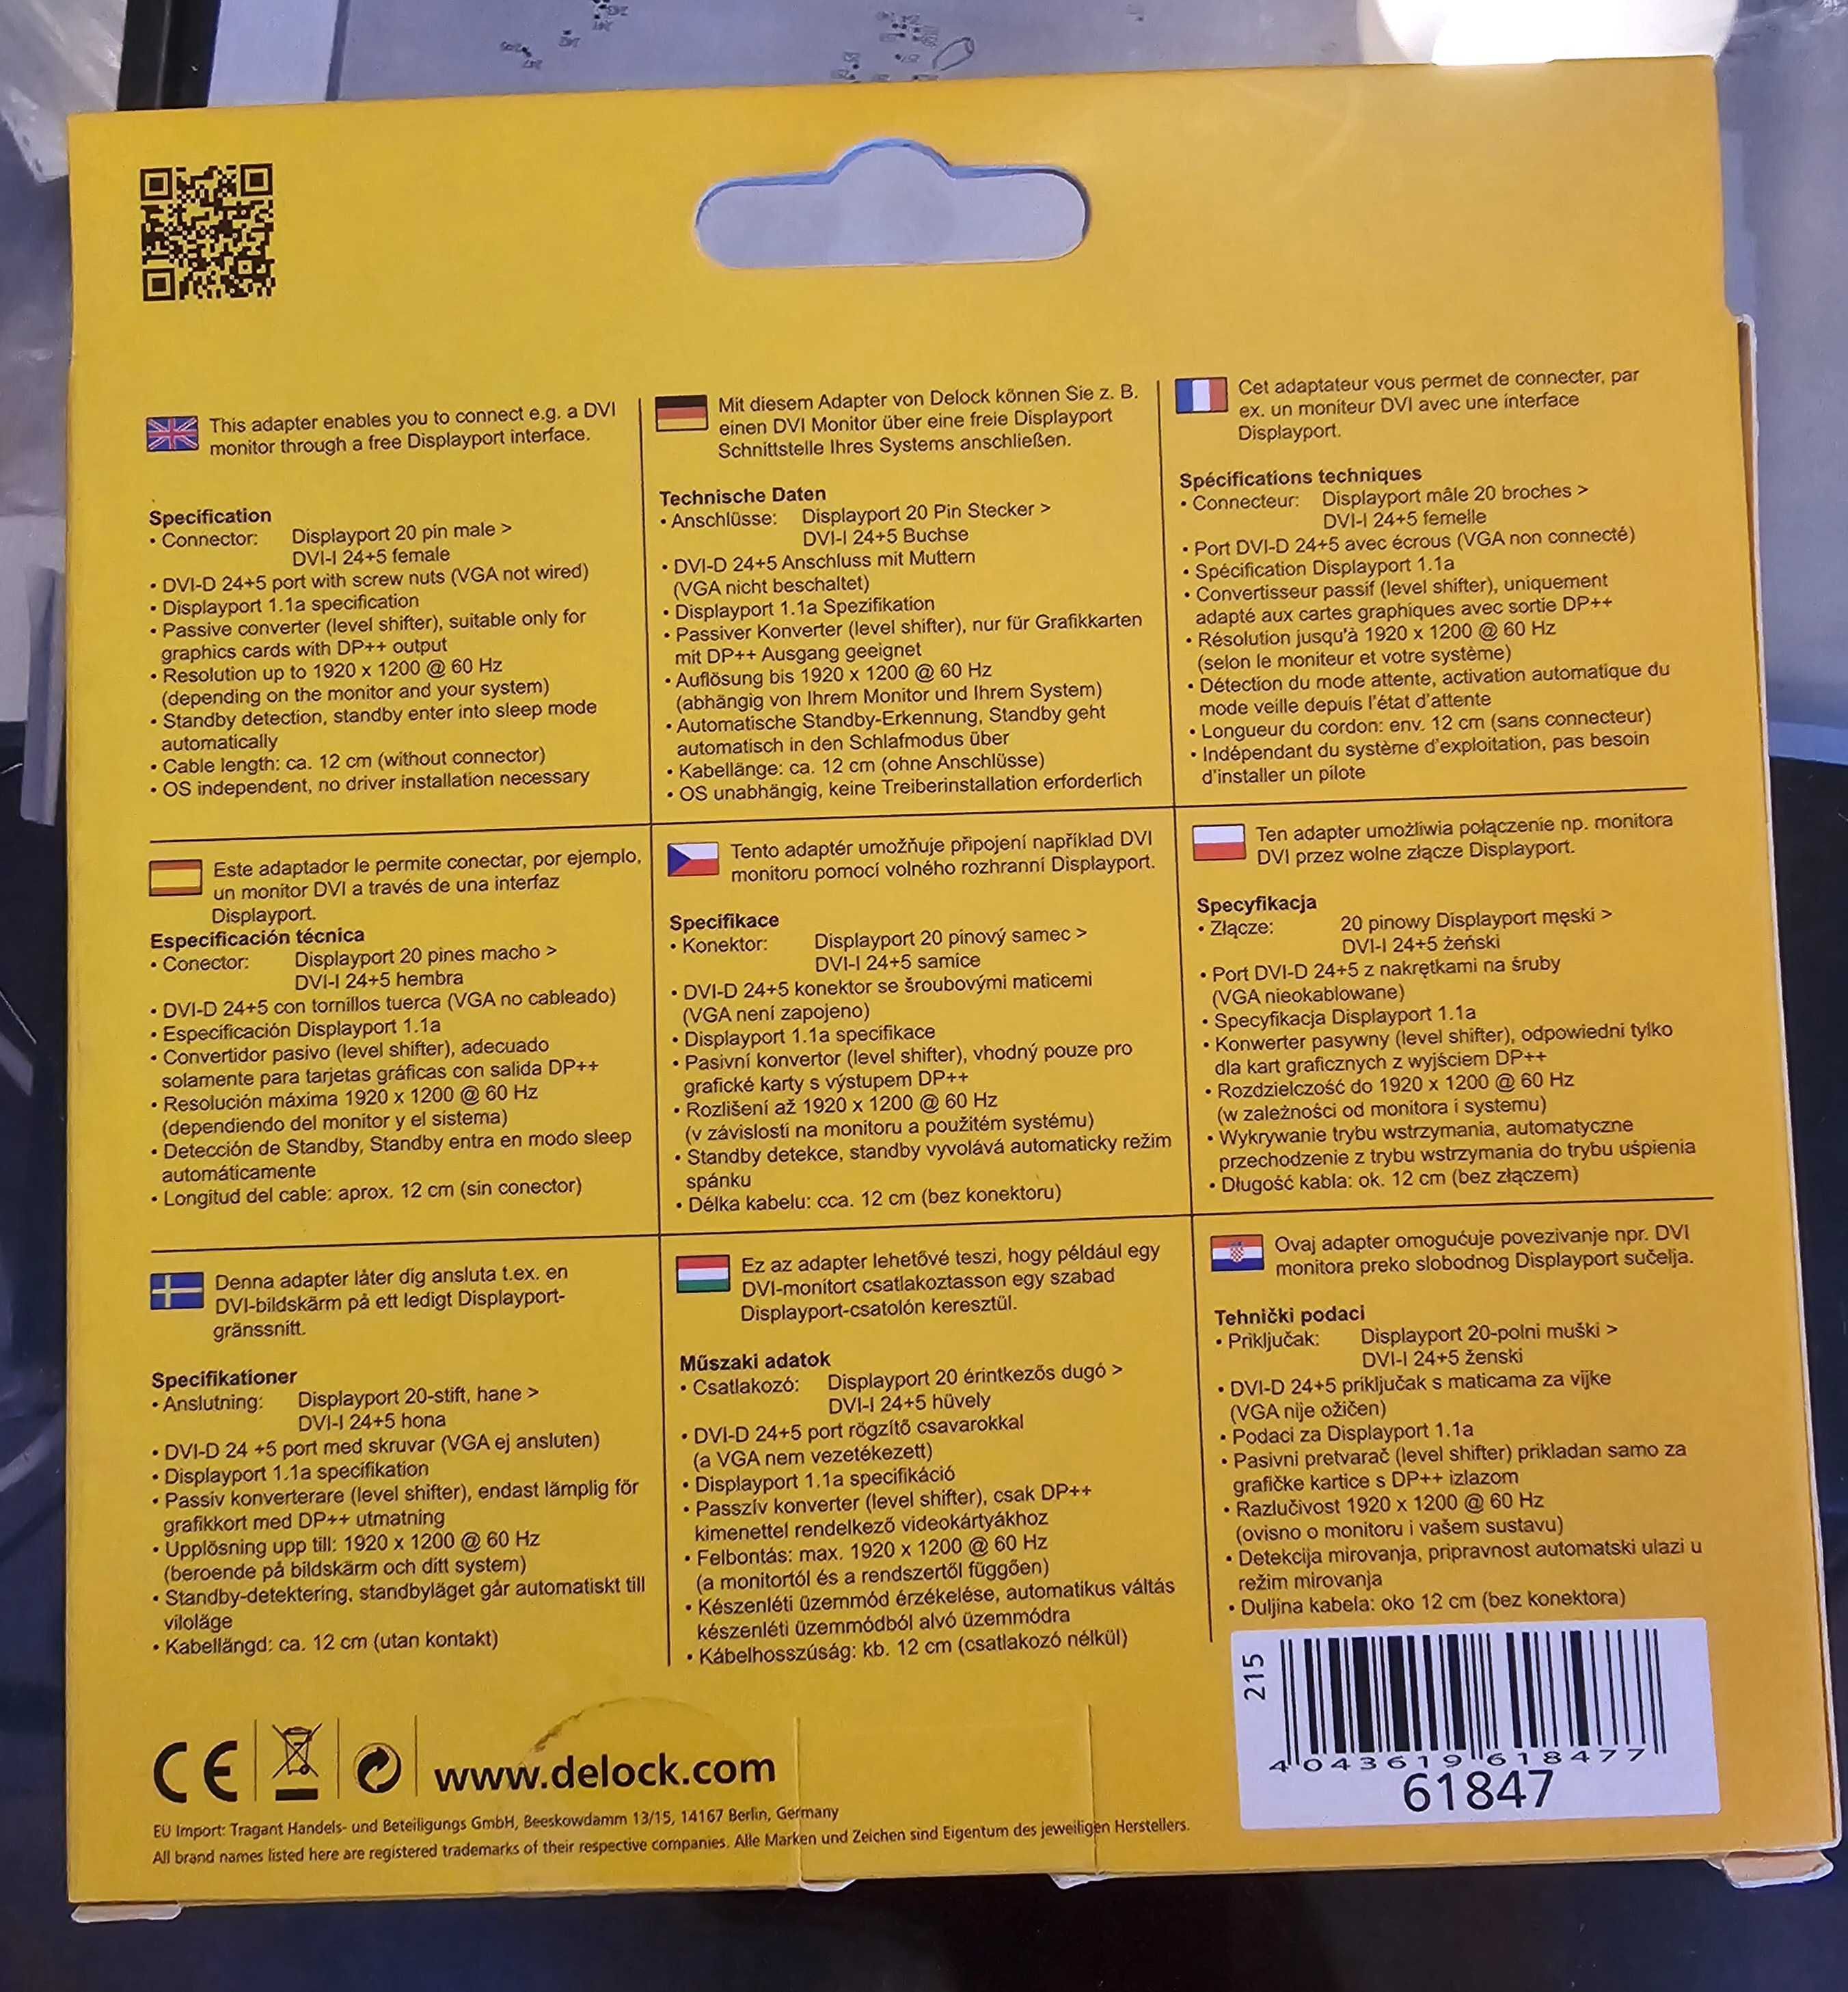 This adapter enables you to connect e.g. a DVI
monitor through a free Displayport interface.
Specification
• Connector: Displayport 20 pin male >
DVI-I 24+5 female
• DVI-D 24+5 port with screw nuts (VGA not wired)
• Displayport 1.1a specification
• Passive converter (level shifter), suitable only for
graphics cards with DP++ output
• Resolution up to 1920 x 1200 @ 60 Hz
(depending on the monitor and your system)
• Standby detection, standby enter into sleep mode
automatically
• Cable length: ca. 12 cm (without connector)
• OS independent, no driver installation necessary
Mit diesem Adapter von Delock können Sie z. B.
einen DVI Monitor über eine freie Displayport
Schnittstelle Ihres Systems anschließen.
Technische Daten
• Anschlüsse: Displayport 20 Pin Stecker >
DVI-I 24+5 Buchse
• DVI-D 24+5 Anschluss mit Muttern
(VGA nicht beschaltet)
• Displayport 1.1a Spezifikation
• Passiver Konverter (level shifter), nur für Grafikkarten
mit DP++ Ausgang geeignet
• Auflösung bis 1920 x 1200 @ 60 Hz
(abhängig von Ihrem Monitor und Ihrem System)
• Automatische Standby-Erkennung, Standby geht
automatisch in den Schlafmodus über
• Kabellänge: ca. 12 cm (ohne Anschlüsse)
• OS unabhängig, keine Treiberinstallation erforderlich
Cet adaptateur vous permet de connecter, par
ex. un moniteur DVI avec une interface
Displayport.
Spécifications techniques
• Connecteur: Displayport mâle 20 broches >
DVI-I 24+5 femelle
• Port DVI-D 24+5 avec écrous (VGA non connecté)
• Spécification Displayport 1.1a
• Convertisseur passif (level shifter), uniquement
adapté aux cartes graphiques avec sortie DP++
• Résolution jusqu'à 1920 x 1200 @ 60 Hz
(selon le moniteur et votre système)
• Détection du mode attente, activation automatique du
mode veille depuis l'état d'attente
• Longueur du cordon: env. 12 cm (sans connecteur)
• Indépendant du système d'exploitation, pas besoin
d'installer un pilote
Este adaptador le permite conectar, por ejemplo,
un monitor DVI a través de una interfaz
Displayport.
Especificación técnica
• Conector: Displayport 20 pines macho >
DVI-I 24+5 hembra
• DVI-D 24+5 con tornillos tuerca (VGA no cableado)
• Especificación Displayport 1.1a
• Convertidor pasivo (level shifter), adecuado
solamente para tarjetas gráficas con salida DP++
• Resolución máxima 1920 x 1200 @ 60 Hz
(dependiendo del monitor y el sistema)
• Detección de Standby, Standby entra en modo sleep
automáticamente
• Longitud del cable: aprox. 12 cm (sin conector)
Tento adaptér umožňuje připojení například DVI
monitoru pomocí volného rozhranní Displayport.
Specifikace
• Konektor: Displayport 20 pinový samec >
DVI-I 24+5 samice
• DVI-D 24+5 konektor se šroubovými maticemi
(VGA není zapojeno)
• Displayport 1.1a specifikace
• Pasivní konvertor (level shifter), vhodný pouze pro
grafické karty s výstupem DP++
• Rozlišení až 1920 x 1200 @ 60 Hz
(v závislosti na monitoru a použitém systému)
• Standby detekce, standby vyvolává automaticky režim
spánku
• Délka kabelu: cca. 12 cm (bez konektoru)
Ten adapter umożliwia połączenie np. monitora
DVI przez wolne złącze Displayport.
Specyfikacja
• Złącze: 20 pinowy Displayport męski >
DVI-I 24+5 żeński
• Port DVI-D 24+5 z nakrętkami na śruby
(VGA nieokablowane)
• Specyfikacja Displayport 1.1a
• Konwerter pasywny (level shifter), odpowiedni tylko
dla kart graficznych z wyjściem DP++
• Rozdzielczość do 1920 x 1200 @ 60 Hz
(w zależności od monitora i systemu)
• Wykrywanie trybu wstrzymania, automatyczne
przechodzenie z trybu wstrzymania do trybu uśpienia
• Długość kabla: ok. 12 cm (bez złączem)
Denna adapter låter dig ansluta t.ex. en
DVI-bildskärm på ett ledigt Displayport-
gränssnitt.
Specifikationer
• Anslutning: Displayport 20-stift, hane >
DVI-I 24+5 hona
• DVI-D 24 +5 port med skruvar (VGA ej ansluten)
• Displayport 1.1a specifikation
• Passiv konverterare (level shifter), endast lämplig för
grafikkort med DP++ utmatning
• Upplösning upp till: 1920 x 1200 @ 60 Hz
(beroende på bildskärm och ditt system)
• Standby-detektering, standbyläget går automatiskt till
viloläge
• Kabellängd: ca. 12 cm (utan kontakt)
Ez az adapter lehetővé teszi, hogy például egy
DVI-monitort csatlakoztasson egy szabad
Displayport-csatolón keresztül.
Műszaki adatok
• Csatlakozó: Displayport 20 érintkezős dugó >
DVI-I 24+5 hüvely
• DVI-D 24+5 port rögzítő csavarokkal
(a VGA nem vezetékezett)
• Displayport 1.1a specifikáció
• Passzív konverter (level shifter), csak DP++
kimenettel rendelkező videokártyákhoz
• Felbontás: max. 1920 x 1200 @ 60 Hz
(a monitortól és a rendszertől függően)
• Készenléti üzemmód érzékelése, automatikus váltás
készenléti üzemmódból alvó üzemmódra
• Kábelhosszúság: kb. 12 cm (csatlakozó nélkül)
Ovaj adapter omogućuje povezivanje npr. DVI
monitora preko slobodnog Displayport sučelja.
Tehnički podaci
• Priključak: Displayport 20-polni muški >
DVI-I 24+5 ženski
• DVI-D 24+5 priključak s maticama za vijke
(VGA nije ožičen)
• Podaci za Displayport 1.1a
• Pasivni pretvarač (level shifter) prikladan samo za
grafičke kartice s DP++ izlazom
• Razlučivost 1920 x 1200 @ 60 Hz
(ovisno o monitoru i vašem sustavu)
• Detekcija mirovanja, pripravnost automatski ulazi u
režim mirovanja
• Duljina kabela: oko 12 cm (bez konektora)
215
4043619618477
61847
CE
www.delock.com
EU Import: Tragant Handels- und Beteiligungs GmbH, Beeskowdamm 13/15, 14167 Berlin, Germany
All brand names listed here are registered trademarks of their respective companies. Alle Marken und Zeichen sind Eigentum des jeweiligen Herstellers.